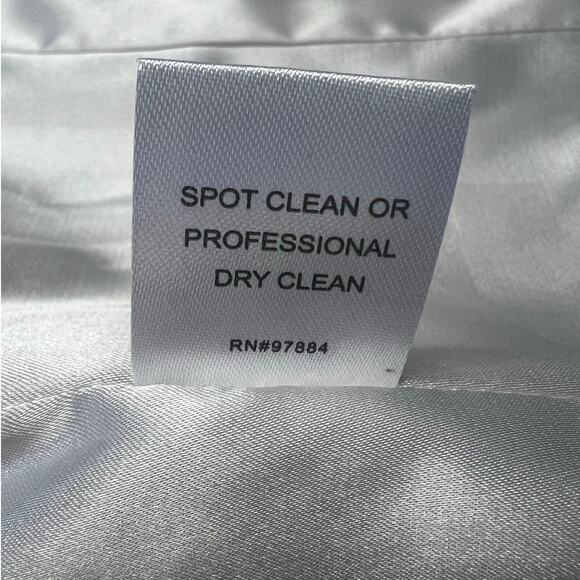 SPOT CLEAN OR
PROFESSIONAL
DRY CLEAN
RN#97884